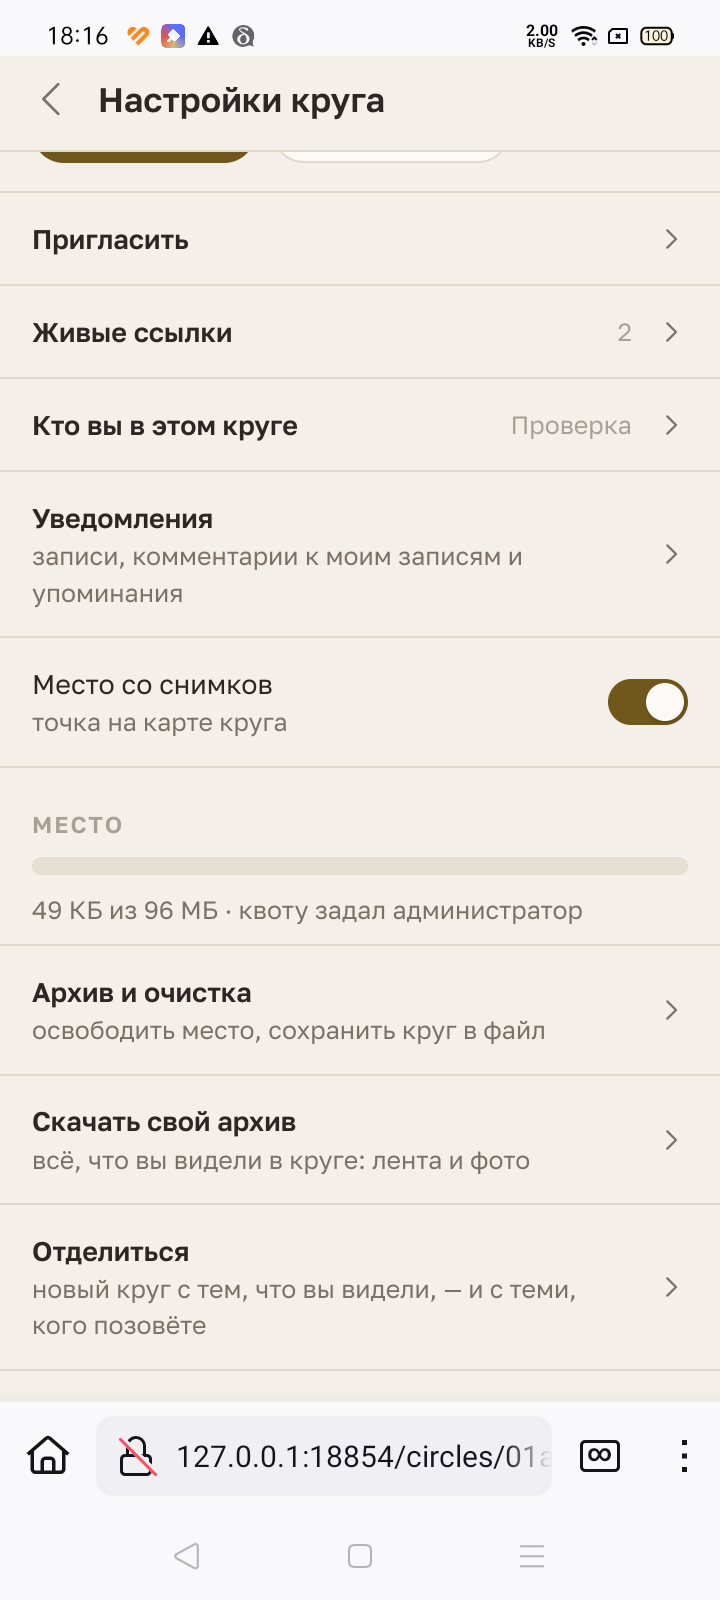 18:16
2.00
KB/S
100
Настройки круга
Пригласить
Живые ссылки
2
Кто вы в этом круге
Проверка
Уведомления
записи, комментарии к моим записям и
упоминания
Место со снимков
точка на карте круга
МЕСТО
49 КБ из 96 МБ · квоту задал администратор
Архив и очистка
освободить место, сохранить круг в файл
Скачать свой архив
всё, что вы видели в круге: лента и фото
Отделиться
новый круг с тем, что вы видели, — и с теми,
кого позовёте
127.0.0.1:18854/circles/01a